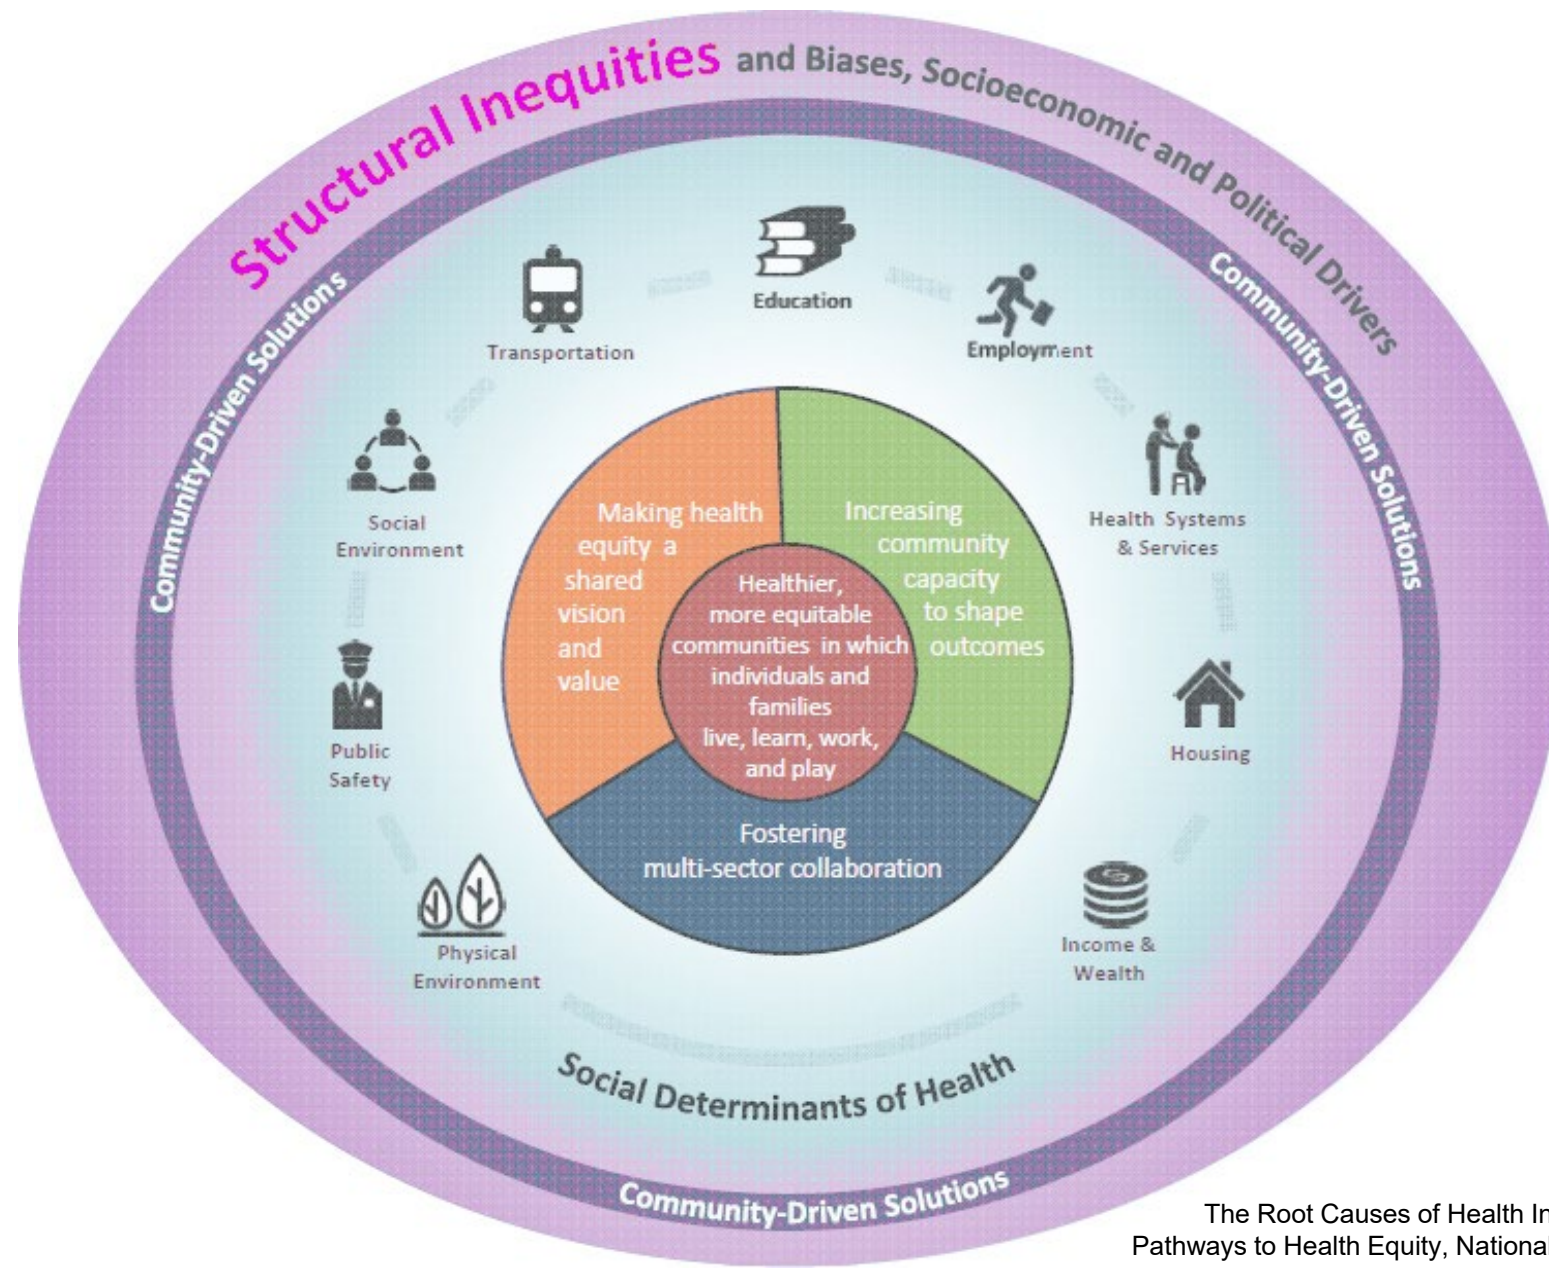 Structural Inequities and Biases, Socioeconomic and Political Drivers
Community-Driven Solutions
Community-Driven Solutions
Education
Transportation
Employment
Social
Environment
Health Systems
& Services
Public
Safety
Housing
Physical
Environment
Income &
Wealth
Making health
equity a
shared
vision
and
value
Increasing
community
capacity
to shape
outcomes
Healthier,
more equitable
communities in which
individuals and
families
live, learn, work,
and play
Fostering
multi-sector collaboration
Social Determinants of Health
Community-Driven Solutions
The Root Causes of Health In
Pathways to Health Equity, National